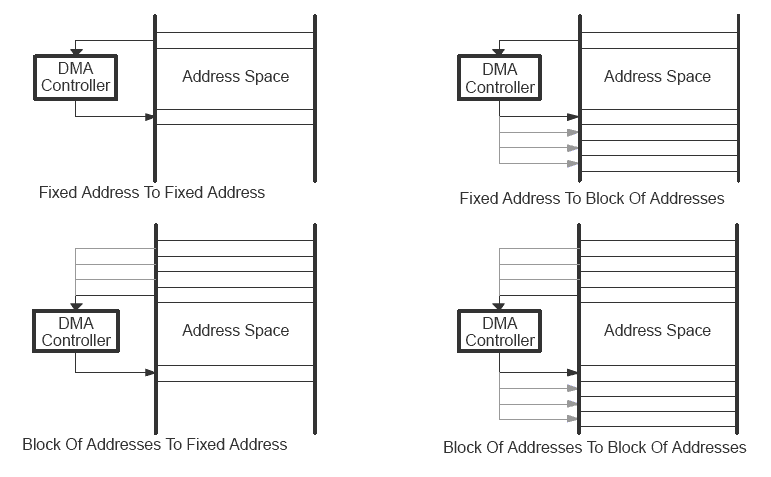 DMA
Controller
Address Space
Fixed Address To Fixed Address
DMA
Controller
Address Space
Fixed Address To Block Of Addresses
DMA
Controller
Address Space
Block Of Addresses To Fixed Address
DMA
Controller
Address Space
Block Of Addresses To Block Of Addresses